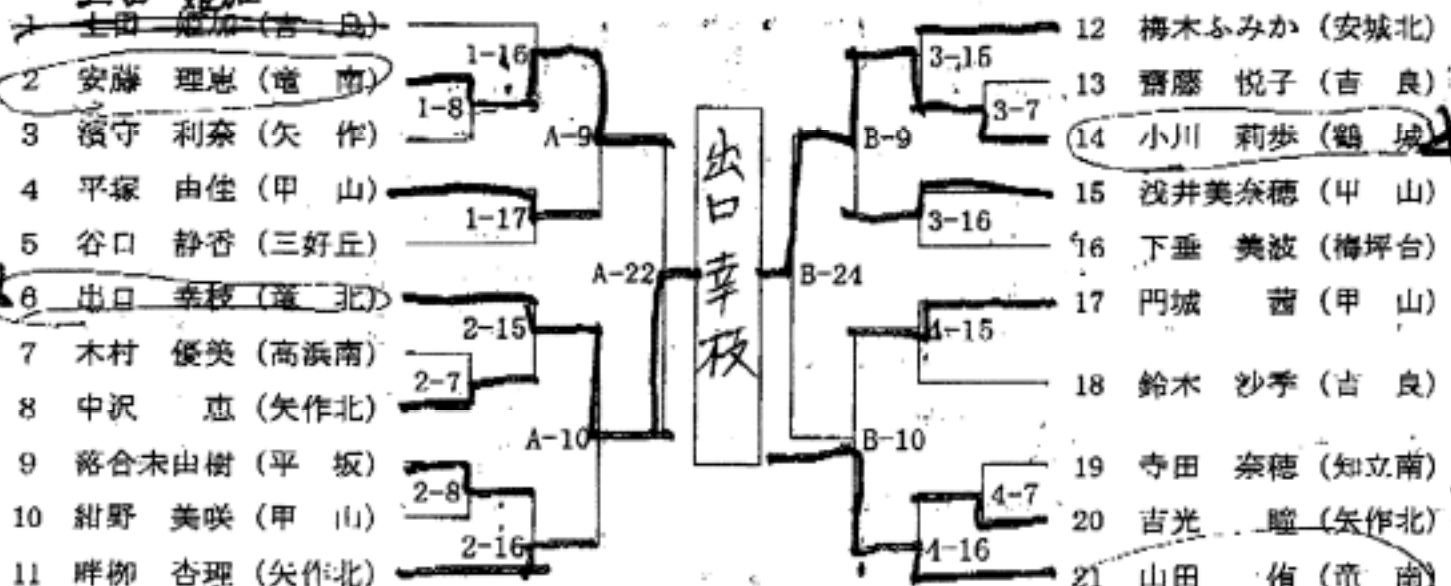 2 安藤 理恵 (竜 南)
3 濱守 利奈 (矢 作)
4 平塚 由佳 (甲 山)
5 谷口 静香 (三好丘)
6 出口 幸枝 (竜 北)
7 木村 優美 (高浜南)
8 中沢 恵 (矢作北)
9 落合末由樹 (平 坂)
10 紺野 美咲 (甲 山)
11 畔柳 杏理 (矢作北)
1-16
1-8
1-17
2-15
2-7
2-8
2-16
A-9
A-10
A-22
出口幸枝
B-24
B-9
B-10
3-15
3-7
3-16
4-15
4-7
4-16
12 梅木ふみか (安城北)
13 齋藤 悦子 (吉 良)
14 小川 莉歩 (鶴 城)
15 浅井美奈穂 (甲 山)
16 下垂 美波 (梅坪台)
17 門城 茜 (甲 山)
18 鈴木 沙季 (吉 良)
19 寺田 奈穂 (知立南)
20 吉光 瞳 (矢作北)
21 山田 侑 (竜 南)